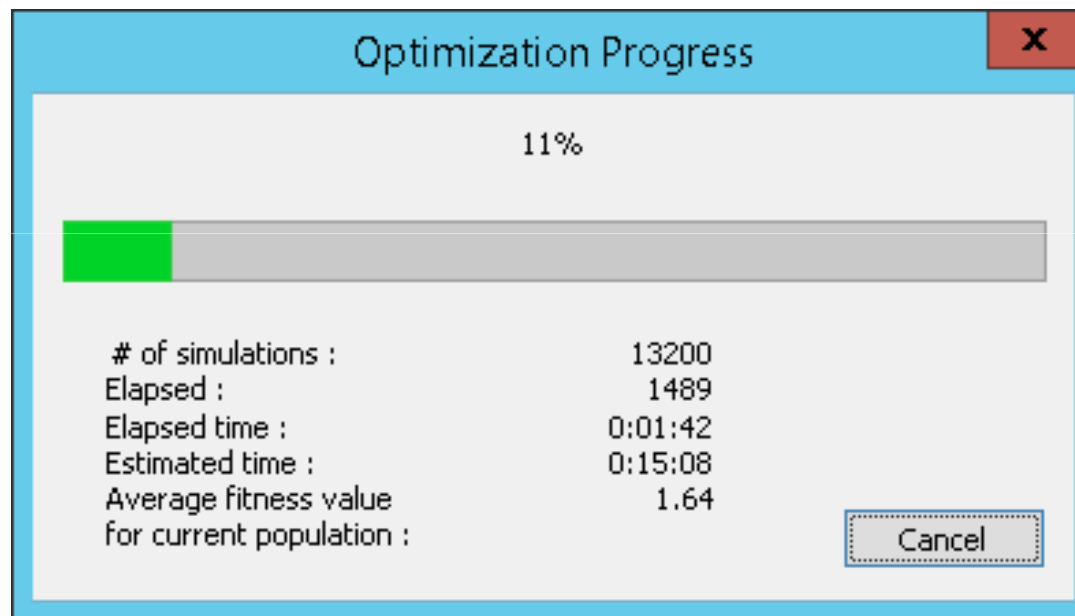 Optimization Progress
x
11%
# of simulations : 13200
Elapsed : 1489
Elapsed time : 0:01:42
Estimated time : 0:15:08
Average fitness value 1.64
for current population :
Cancel